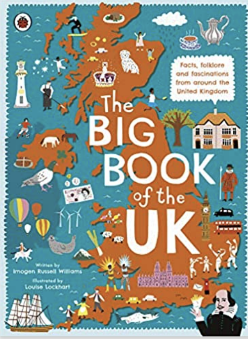 Facts, folklore
and fascinations
from around the
United Kingdom
The
BIG
BOOK
of the
UK
Written by
Imogen Russell Williams
Illustrated by
Louise Lockhart